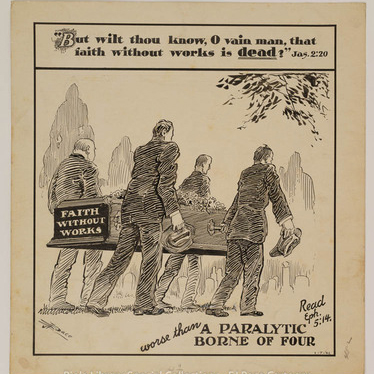 "But wilt thou know, O vain man, that
faith without works is dead?" Jas. 2:20
FAITH
WITHOUT
WORKS
Read
Eph.
5:14.
worse than A PARALYTIC
BORNE OF FOUR